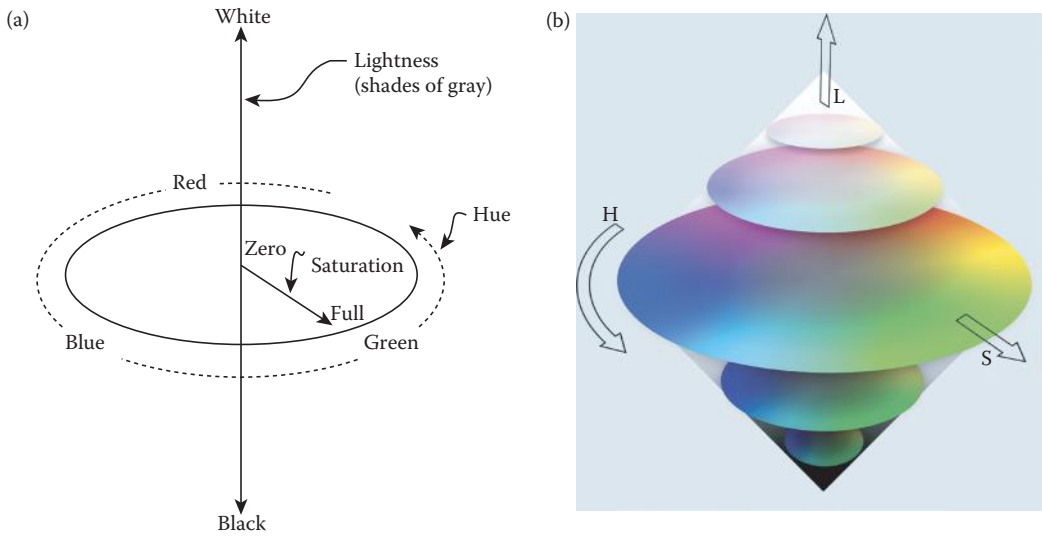 (a)
White
Lightness
(shades of gray)
Red
Hue
Zero
Saturation
Full
Blue
Green
Black
(b)
L
H
S